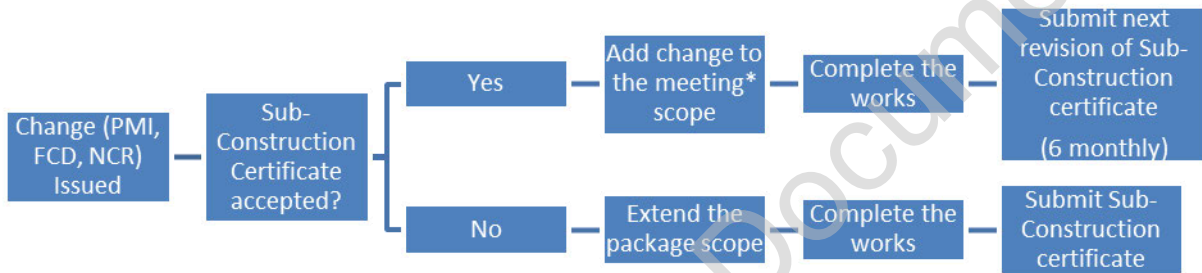 Change (PMI,
FCD, NCR)
Issued
Sub-
Construction
Certificate
accepted?
Yes
Add change to
the meeting*
scope
Complete the
works
Submit next
revision of Sub-
Construction
certificate
(6 monthly)
No
Extend the
package scope
Complete the
works
Submit Sub-
Construction
certificate
Docume